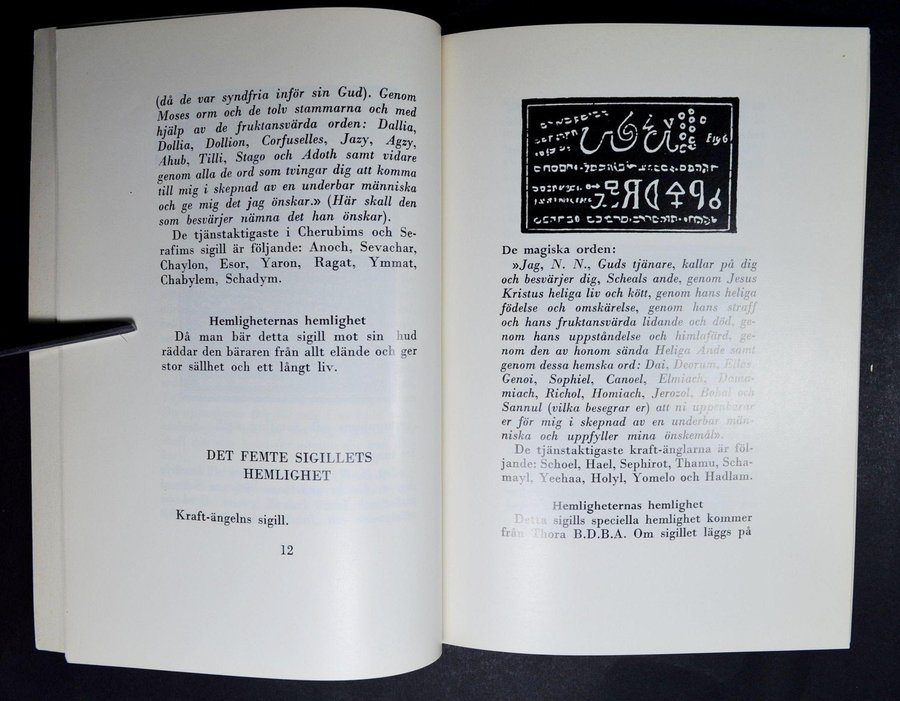 (då de var syndfria inför sin Gud). Genom
Moses orm och de tolv stammarna och med
hjälp av de fruktansvärda orden: Dallia,
Dollia, Dollion, Corfuselles, Jazy, Agzy,
Ahub, Tilli, Stago och Adoth samt vidare
genom alla de ord som tvingar dig att komma
till mig i skepnad av en underbar människa
och ge mig det jag önskar.» (Här skall den
som besvärjer nämna det han önskar).
De tjänstaktigaste i Cherubims och Se-
rafims sigill är följande: Anoch, Sevachar,
Chaylon, Esor, Yaron, Ragat, Ymmat,
Chabylem, Schadym.
Hemligheternas hemlighet
Då man bär detta sigill mot sin hud
räddar den bäraren från allt elände och ger
stor sällhet och ett långt liv.
DET FEMTE SIGILLETS
HEMLIGHET
Kraft-ängelns sigill.
12
Fig 6
De magiska orden:
»Jag, N. N., Guds tjänare, kallar på dig
och besvärjer dig, Scheals ande, genom Jesus
Kristus heliga liv och kött, genom hans heliga
födelse och omskärelse, genom hans straff
och hans fruktansvärda lidande och död, ge-
nom hans uppståndelse och himlafärd, ge-
nom den av honom sända Heliga Ande samt
genom dessa hemska ord: Dai, Deorum, Ellas,
Genoi, Sophiel, Canoel, Elmiach, Dama-
miach, Richol, Homiach, Jerozol, Bohal och
Sannul (vilka besegrar er) att ni uppenbarar
er för mig i skepnad av en underbar män-
niska och uppfyller mina önskemål».
De tjänstaktigaste kraft-änglarna är föl-
jande: Schoel, Hael, Sephirot, Thamu, Scha-
mayl, Yeehaa, Holyl, Yomelo och Hadlam.
Hemligheternas hemlighet
Detta sigills speciella hemlighet kommer
från Thora B.D.B.A. Om sigillet läggs på